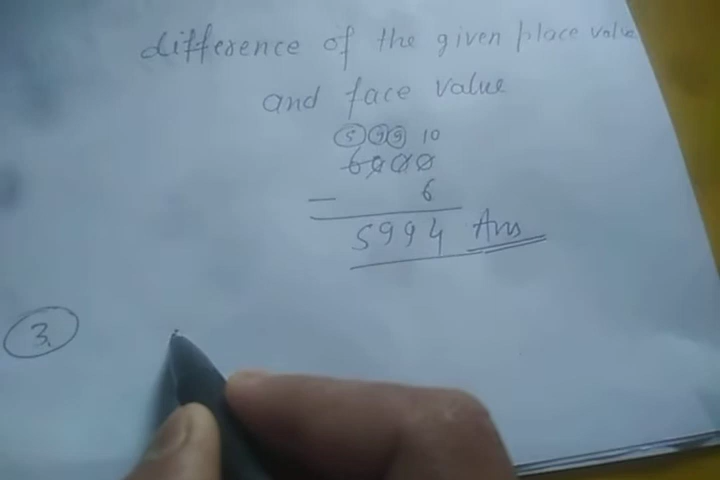 difference of the given place value
and face value
5 9 9 10
6000
- 6
5994 Ans
3.